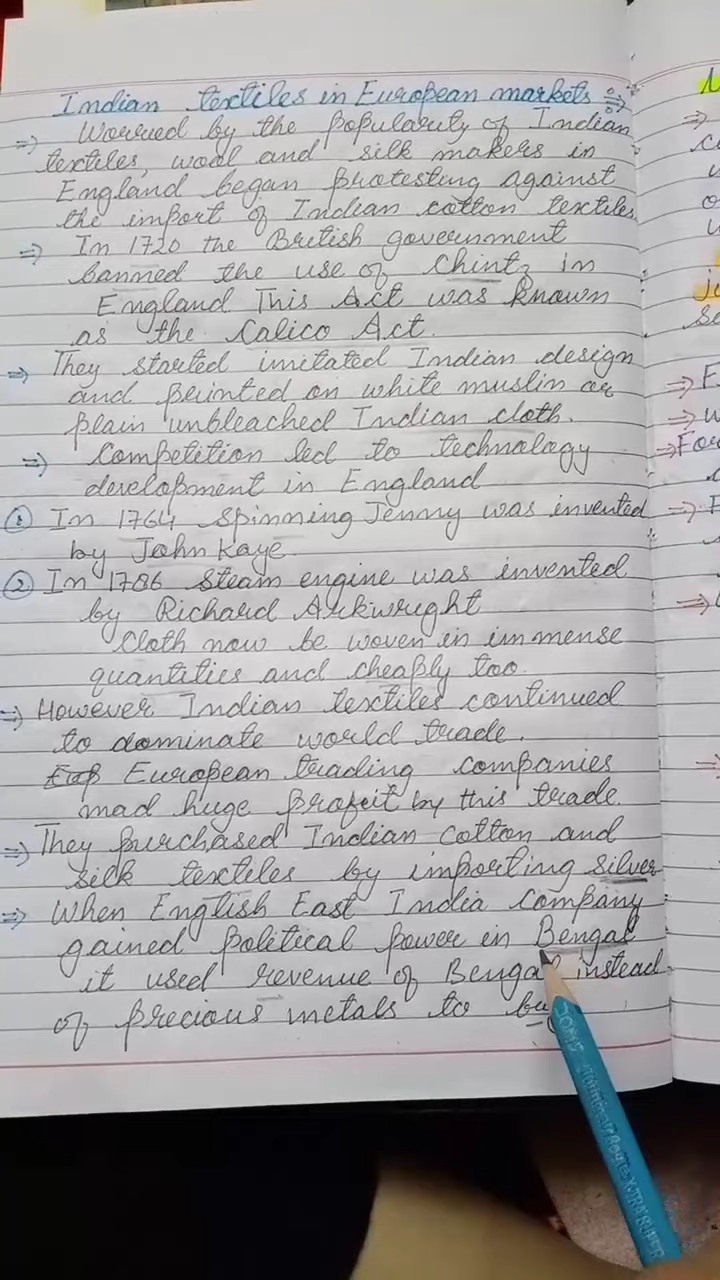 Indian textiles in European markets :=>
=> Worried by the popularity of Indian
textiles, wool and silk makers in
England began protesting against
the import of Indian cotton textiles
=> In 1720 the British government
banned the use of Chintz in
England This Act was known
as the Calico Act.
=> They started imitated Indian design
and printed on white muslin or
plain unbleached Indian cloth.
=> Competition led to technology
development in England
① In 1764 Spinning Jenny was invented
by John Kaye
② In 1786 Steam engine was invented
by Richard Arkwright
Cloth now be woven in immense
quantities and cheaply too.
=> However Indian textiles continued
to dominate world trade.
European trading companies
mad huge profit by this trade.
=> They purchased Indian cotton and
silk textiles by importing silver
=> When English East India Company
gained political power in Bengal
it used revenue of Bengal instead
of precious metals to